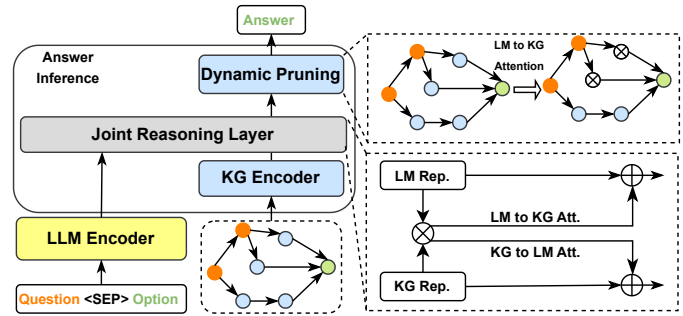 Answer
Answer
Inference
Dynamic Pruning
Joint Reasoning Layer
KG Encoder
LLM Encoder
Question <SEP> Option
LM to KG
Attention
LM Rep.
LM to KG Att.
KG to LM Att.
KG Rep.